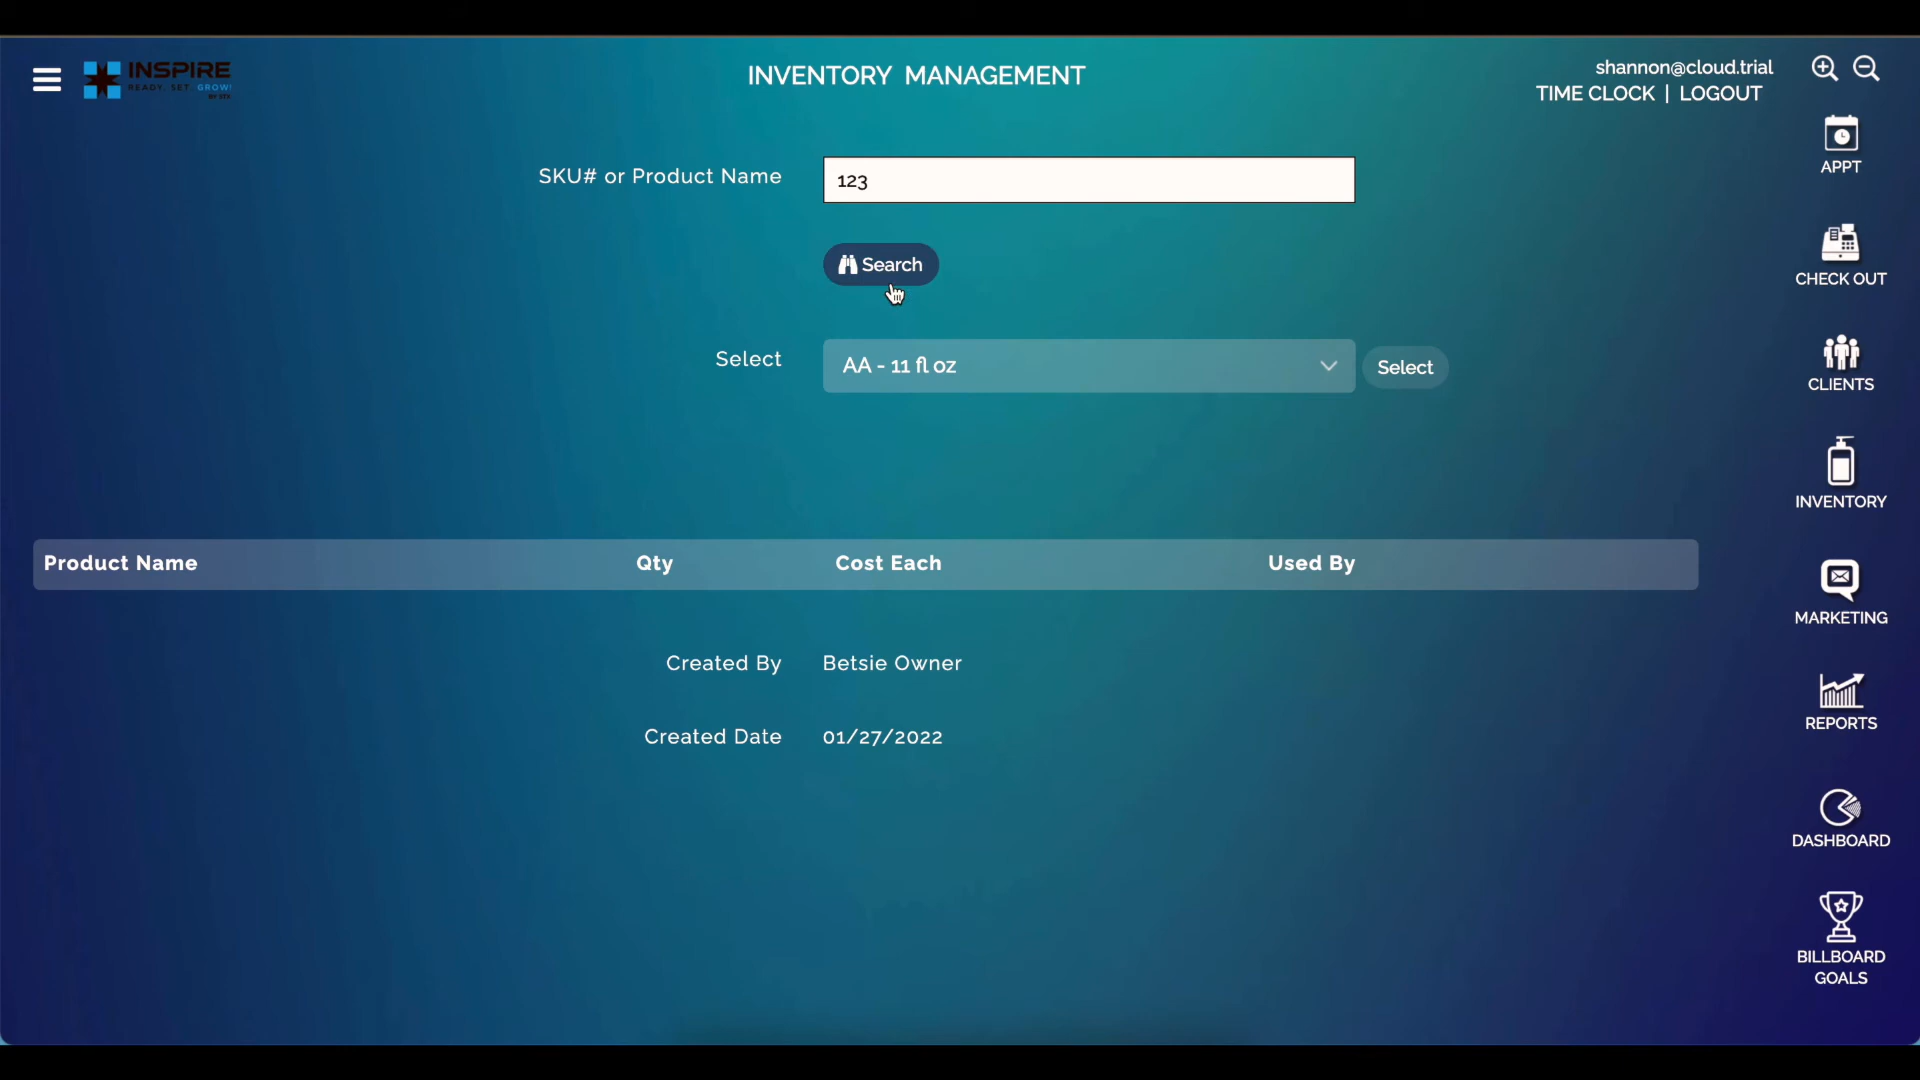 INSPIRE
READY. SET. GROW!
INVENTORY MANAGEMENT
shannon@cloud.trial
TIME CLOCK | LOGOUT
SKU# or Product Name
123
Search
Select
AA - 11 fl oz
Select
Product Name Qty Cost Each Used By
Created By Betsie Owner
Created Date 01/27/2022
APPT
CHECK OUT
CLIENTS
INVENTORY
MARKETING
REPORTS
DASHBOARD
BILLBOARD
GOALS